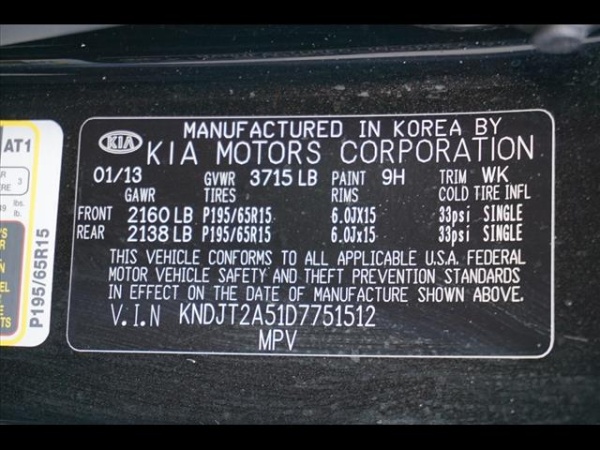 MANUFACTURED IN KOREA BY
KIA KIA MOTORS CORPORATION
01/13 GVWR 3715 LB PAINT 9H TRIM WK
GAWR TIRES RIMS COLD TIRE INFL
FRONT 2160 LB P195/65R15 6.0JX15 33psi SINGLE
REAR 2138 LB P195/65R15 6.0Jx15 33psi SINGLE
THIS VEHICLE CONFORMS TO ALL APPLICABLE U.S.A. FEDERAL
MOTOR VEHICLE SAFETY AND THEFT PREVENTION STANDARDS
IN EFFECT ON THE DATE OF MANUFACTURE SHOWN ABOVE.
V.I.N KNDJT2A51D7751512
MPV
AT1
3
lbs.
lb.
P195/65R15